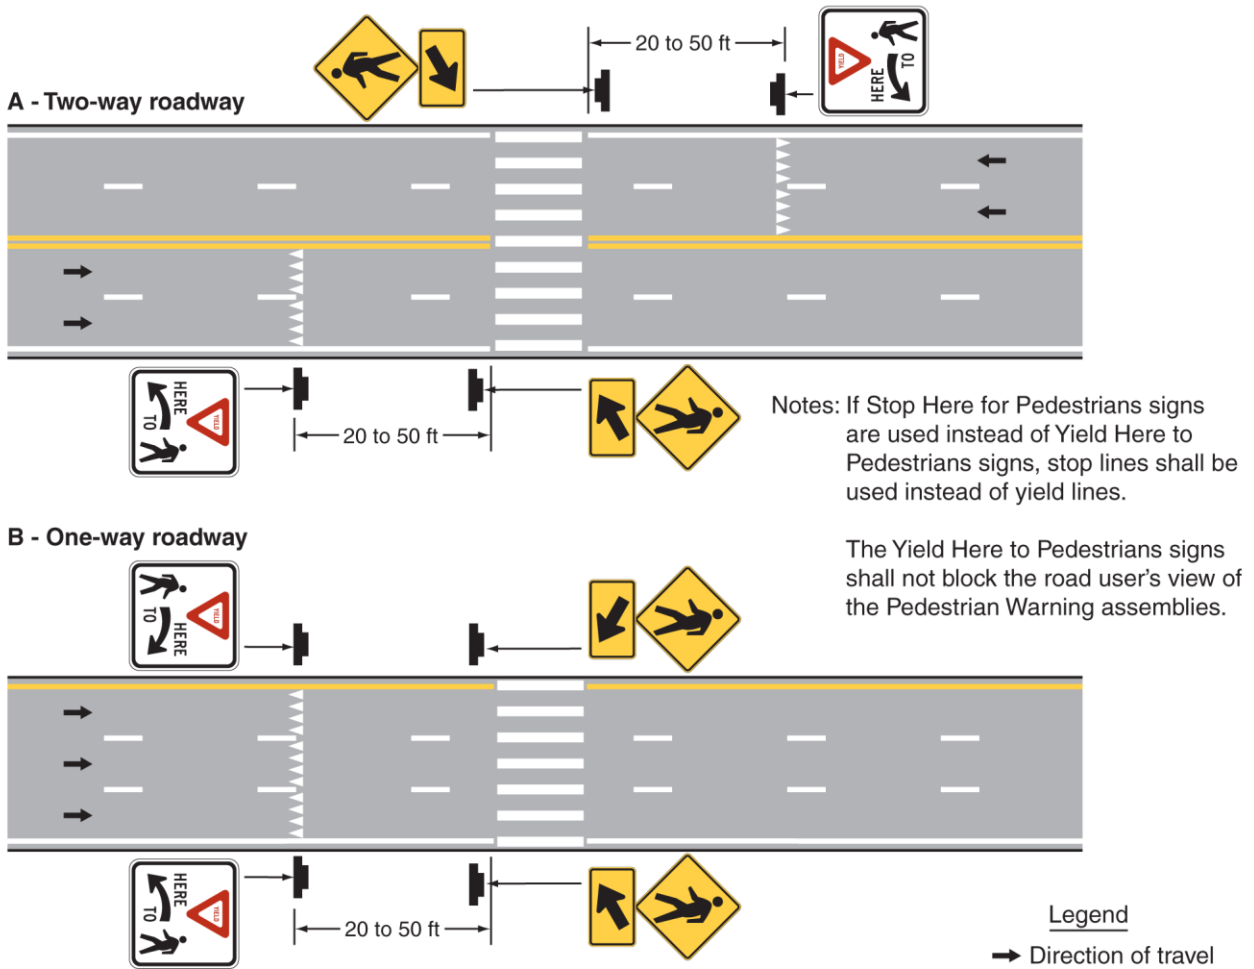 20 to 50 ft
YIELD
HERE
TO
A - Two-way roadway
HERE
TO
YIELD
20 to 50 ft
Notes: If Stop Here for Pedestrians signs
are used instead of Yield Here to
Pedestrians signs, stop lines shall be
used instead of yield lines.
The Yield Here to Pedestrians signs
shall not block the road user's view of
the Pedestrian Warning assemblies.
B - One-way roadway
YIELD
TO
HERE
HERE
TO
YIELD
20 to 50 ft
Legend
Direction of travel